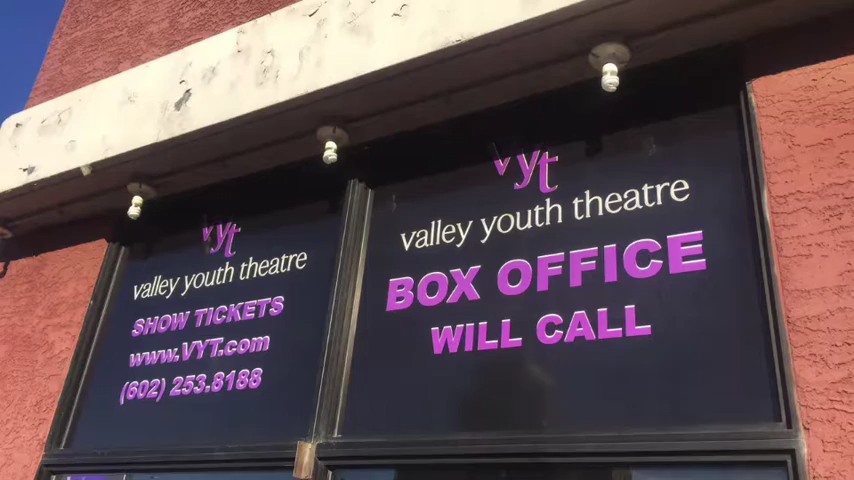 vyt
valley youth theatre
SHOW TICKETS
www.VYT.com
(602) 253.8188
vyt
valley youth theatre
BOX OFFICE
WILL CALL